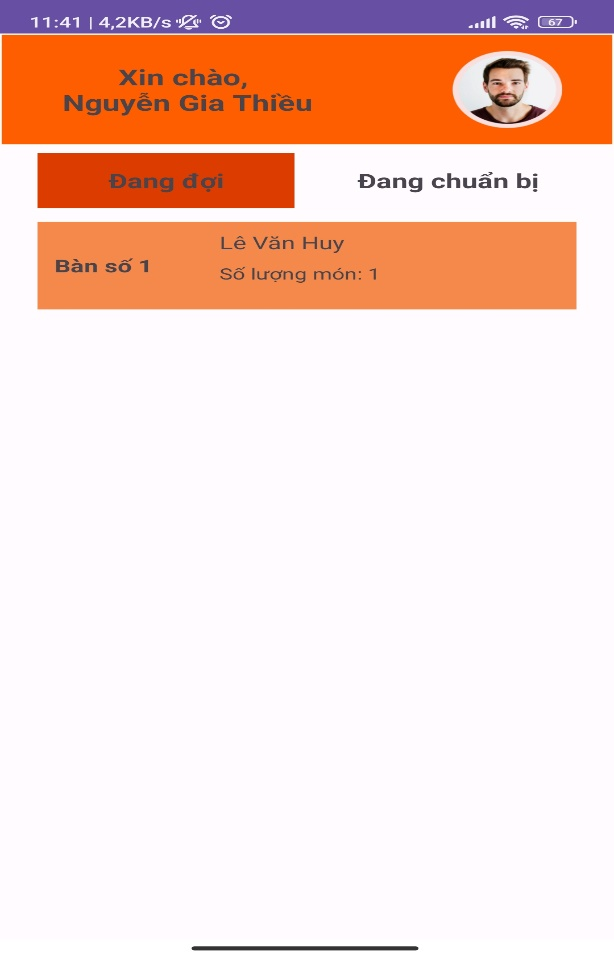 11:41 | 4,2KB/s
67
Xin chào,
Nguyễn Gia Thiều
Đang đợi
Đang chuẩn bị
Bàn số 1
Lê Văn Huy
Số lượng món: 1